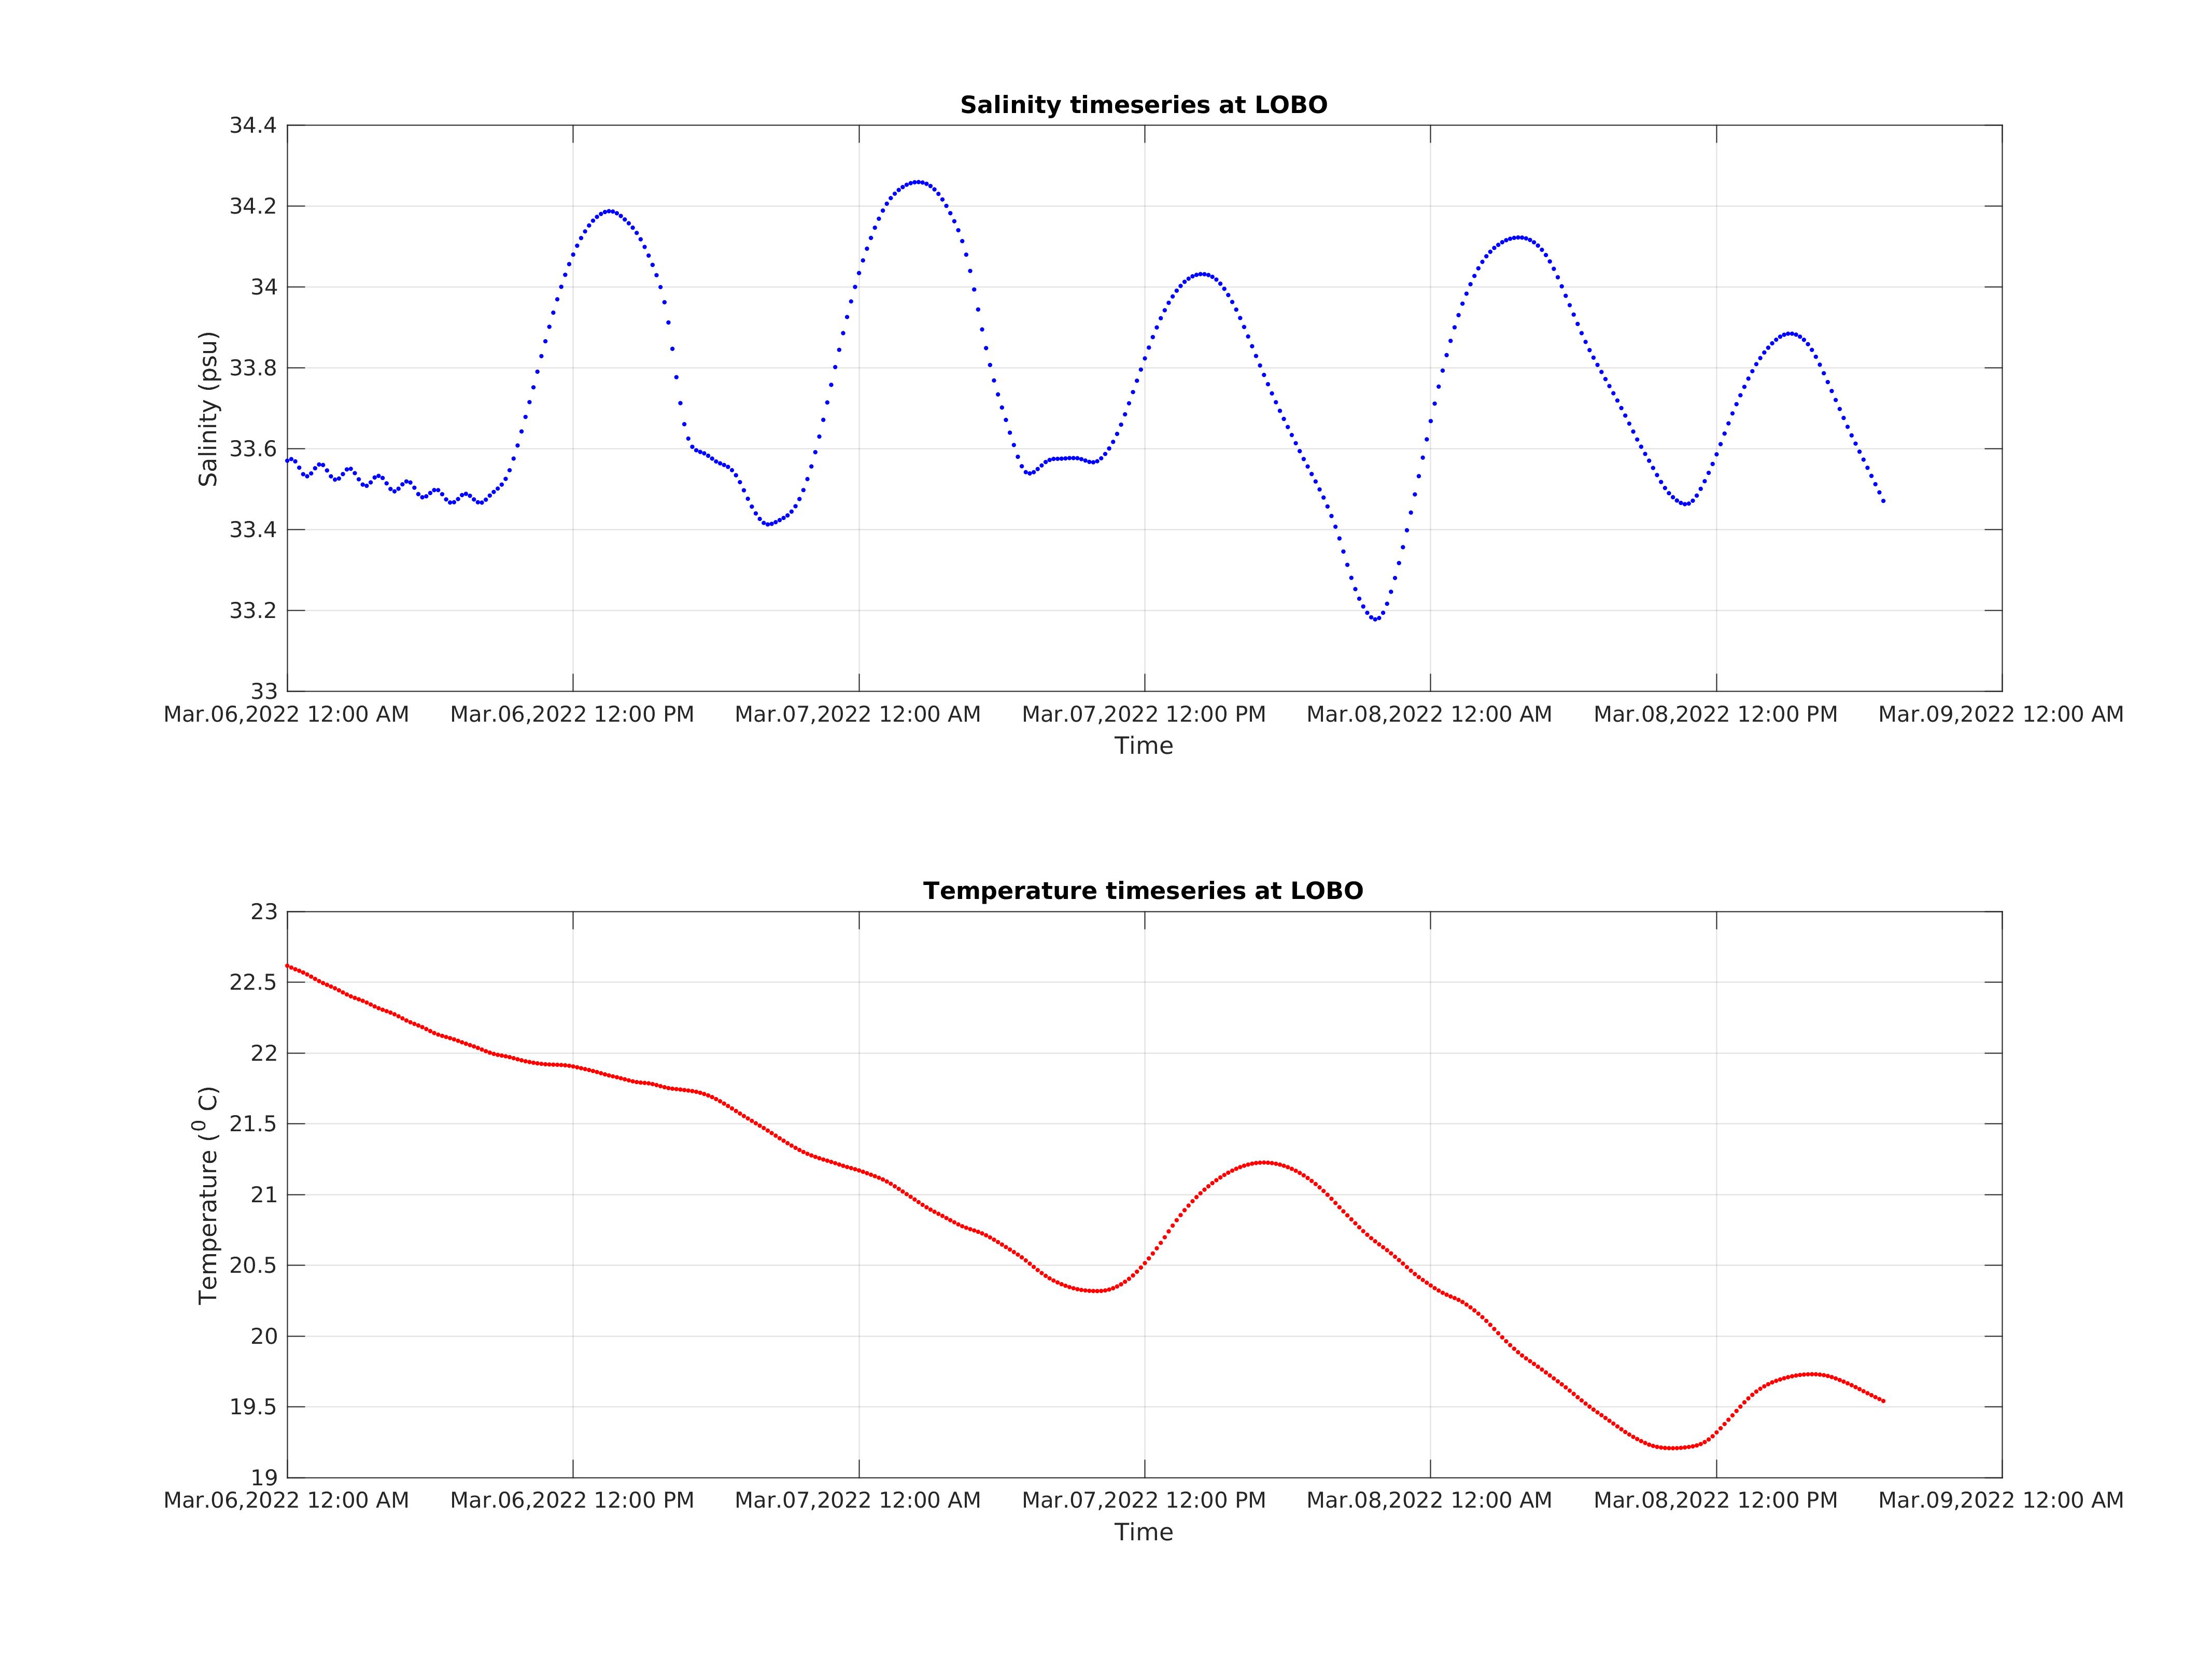 Salinity timeseries at LOBO
34.4
34.2
34
33.8
33.6
33.4
33.2
33
Salinity (psu)
Mar.06,2022 12:00 AM Mar.06,2022 12:00 PM Mar.07,2022 12:00 AM Mar.07,2022 12:00 PM Mar.08,2022 12:00 AM Mar.08,2022 12:00 PM Mar.09,2022 12:00 AM
Time
Temperature timeseries at LOBO
23
22.5
22
21.5
21
20.5
20
19.5
19
Temperature (⁰ C)
Mar.06,2022 12:00 AM Mar.06,2022 12:00 PM Mar.07,2022 12:00 AM Mar.07,2022 12:00 PM Mar.08,2022 12:00 AM Mar.08,2022 12:00 PM Mar.09,2022 12:00 AM
Time